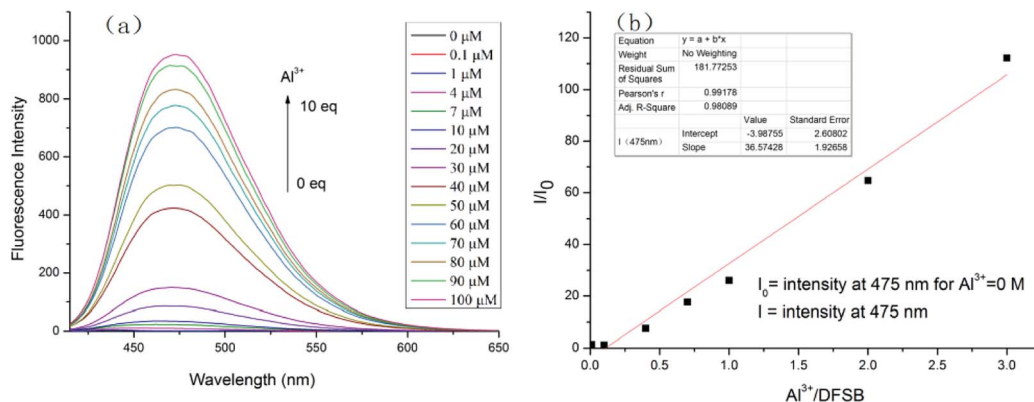 (a)
1000
800
600
400
200
0
Fluorescence Intensity
450
500
550
600
650
Wavelength (nm)
Al³⁺
10 eq
0 eq
0 μM
0.1 μM
1 μM
4 μM
7 μM
10 μM
20 μM
30 μM
40 μM
50 μM
60 μM
70 μM
80 μM
90 μM
100 μM
(b)
120
100
80
60
40
20
0
I/I₀
Equation y = a + b*x
Weight No Weighting
Residual Sum of Squares 181.77253
Pearson's r 0.99178
Adj. R-Square 0.98089
Value Standard Error
I（475nm） Intercept -3.98755 2.60802
Slope 36.57428 1.92658
I₀= intensity at 475 nm for Al³⁺=0 M
I = intensity at 475 nm
0.0
0.5
1.0
1.5
2.0
2.5
3.0
Al³⁺/DFSB